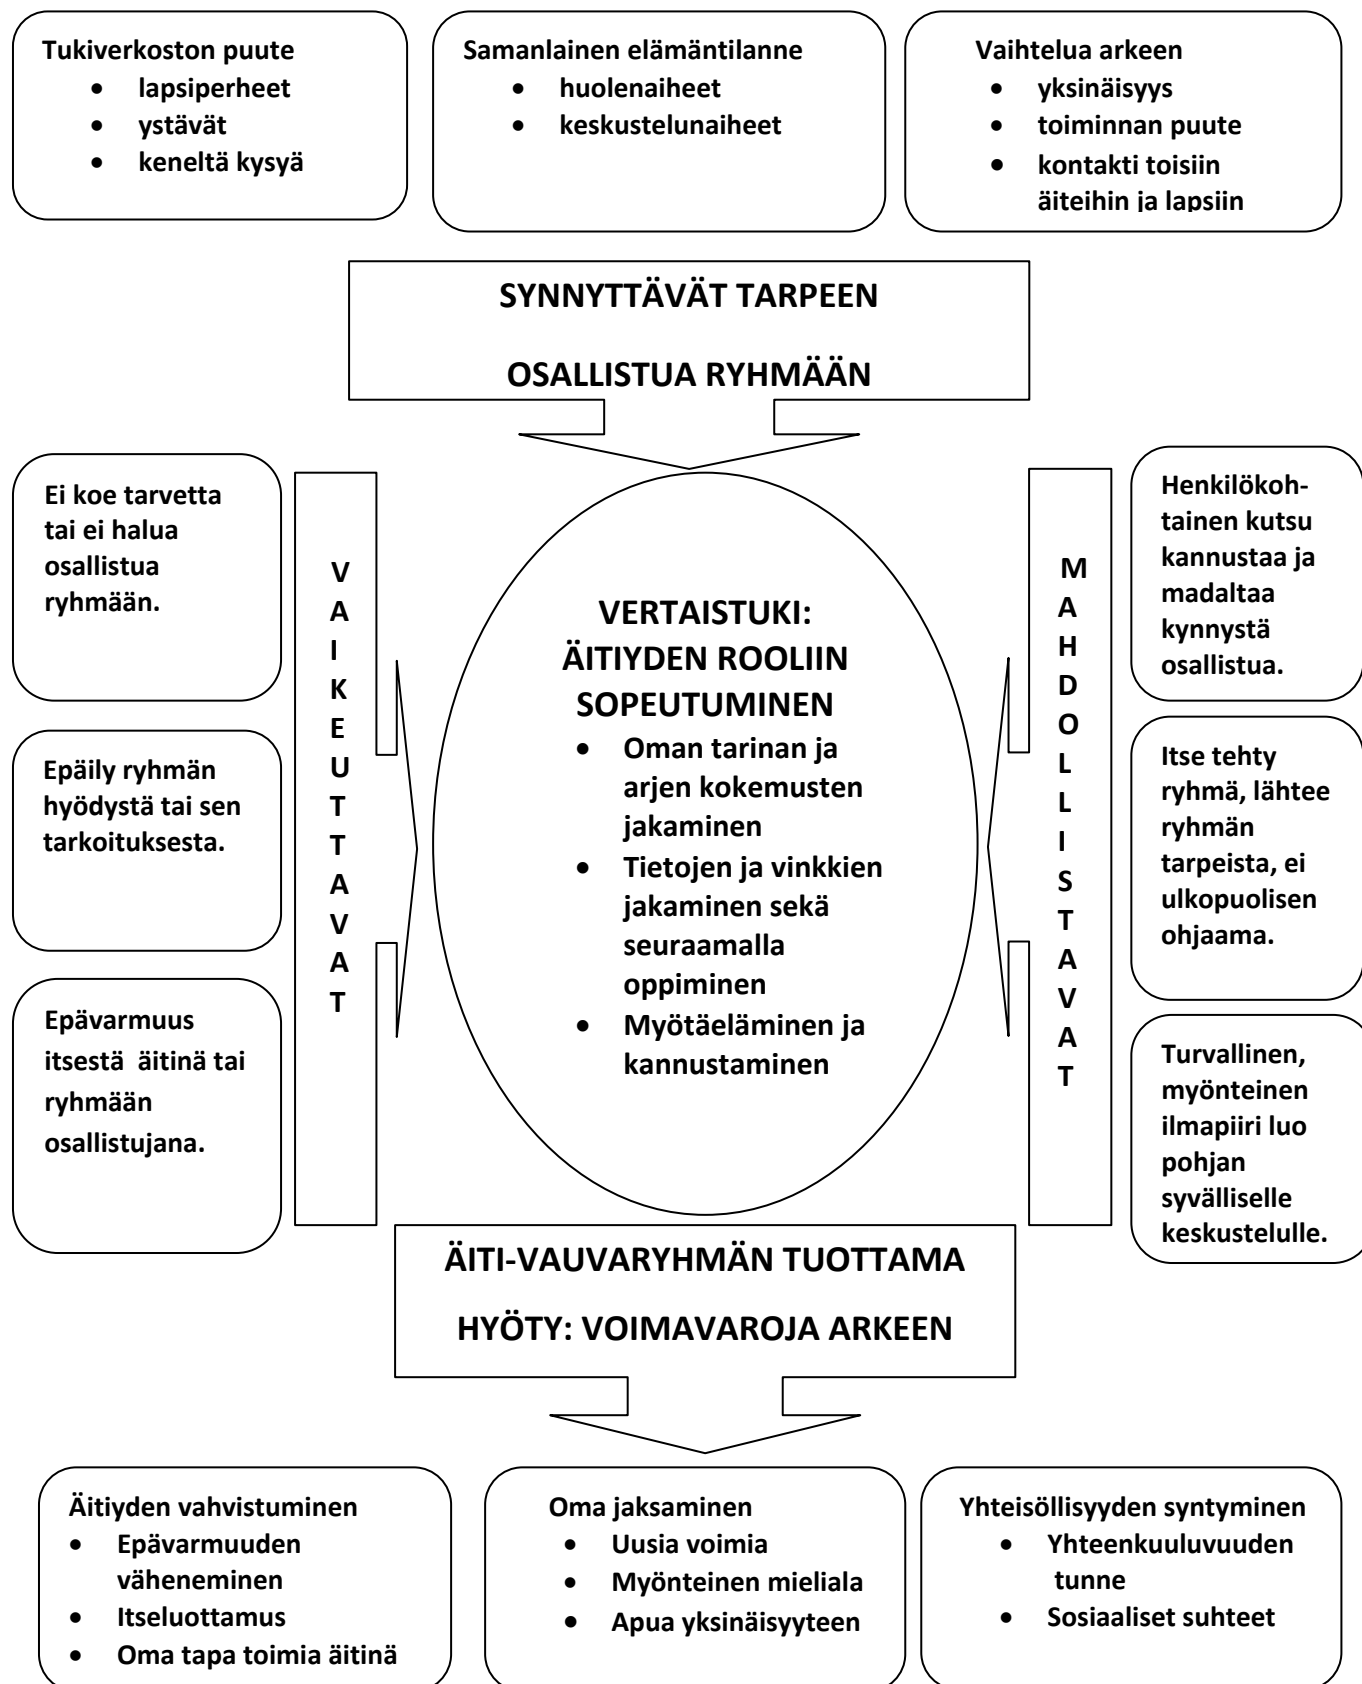 Tukiverkoston puute
• lapsiperheet
• ystävät
• keneltä kysyä
Samanlainen elämäntilanne
• huolenaiheet
• keskustelunaiheet
Vaihtelua arkeen
• yksinäisyys
• toiminnan puute
• kontakti toisiin
äiteihin ja lapsiin
SYNNYTTÄVÄT TARPEEN
OSALLISTUA RYHMÄÄN
Ei koe tarvetta
tai ei halua
osallistua
ryhmään.
Epäily ryhmän
hyödystä tai sen
tarkoituksesta.
Epävarmuus
itsestä äitinä tai
ryhmään
osallistujana.
V
A
I
K
E
U
T
T
A
V
A
T
VERTAISTUKI:
ÄITIYDEN ROOLIIN
SOPEUTUMINEN
• Oman tarinan ja
arjen kokemusten
jakaminen
• Tietojen ja vinkkien
jakaminen sekä
seuraamalla
oppiminen
• Myötäeläminen ja
kannustaminen
M
A
H
D
O
L
L
I
S
T
A
V
A
T
Henkilökoh-
tainen kutsu
kannustaa ja
madaltaa
kynnystä
osallistua.
Itse tehty
ryhmä, lähtee
ryhmän
tarpeista, ei
ulkopuolisen
ohjaama.
Turvallinen,
myönteinen
ilmapiiri luo
pohjan
syvälliselle
keskustelulle.
ÄITI-VAUVARYHMÄN TUOTTAMA
HYÖTY: VOIMAVAROJA ARKEEN
Äitiyden vahvistuminen
• Epävarmuuden
väheneminen
• Itseluottamus
• Oma tapa toimia äitinä
Oma jaksaminen
• Uusia voimia
• Myönteinen mieliala
• Apua yksinäisyyteen
Yhteisöllisyyden syntyminen
• Yhteenkuuluvuuden
tunne
• Sosiaaliset suhteet